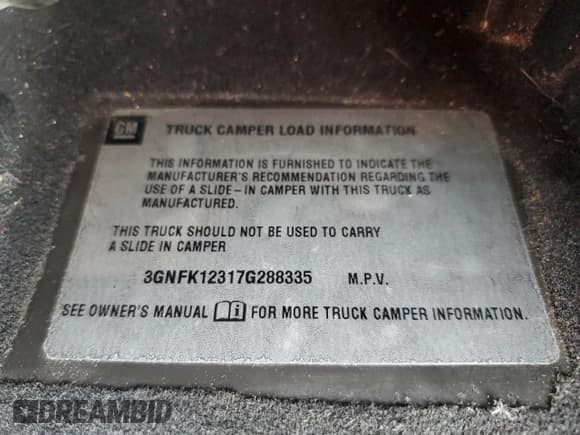 GM TRUCK CAMPER LOAD INFORMATION
THIS INFORMATION IS FURNISHED TO INDICATE THE
MANUFACTURER'S RECOMMENDATION REGARDING THE
USE OF A SLIDE-IN CAMPER WITH THIS TRUCK AS
MANUFACTURED.
THIS TRUCK SHOULD NOT BE USED TO CARRY
A SLIDE IN CAMPER
3GNFK12317G288335 M.P.V.
SEE OWNER'S MANUAL FOR MORE TRUCK CAMPER INFORMATION.
DREAMBID